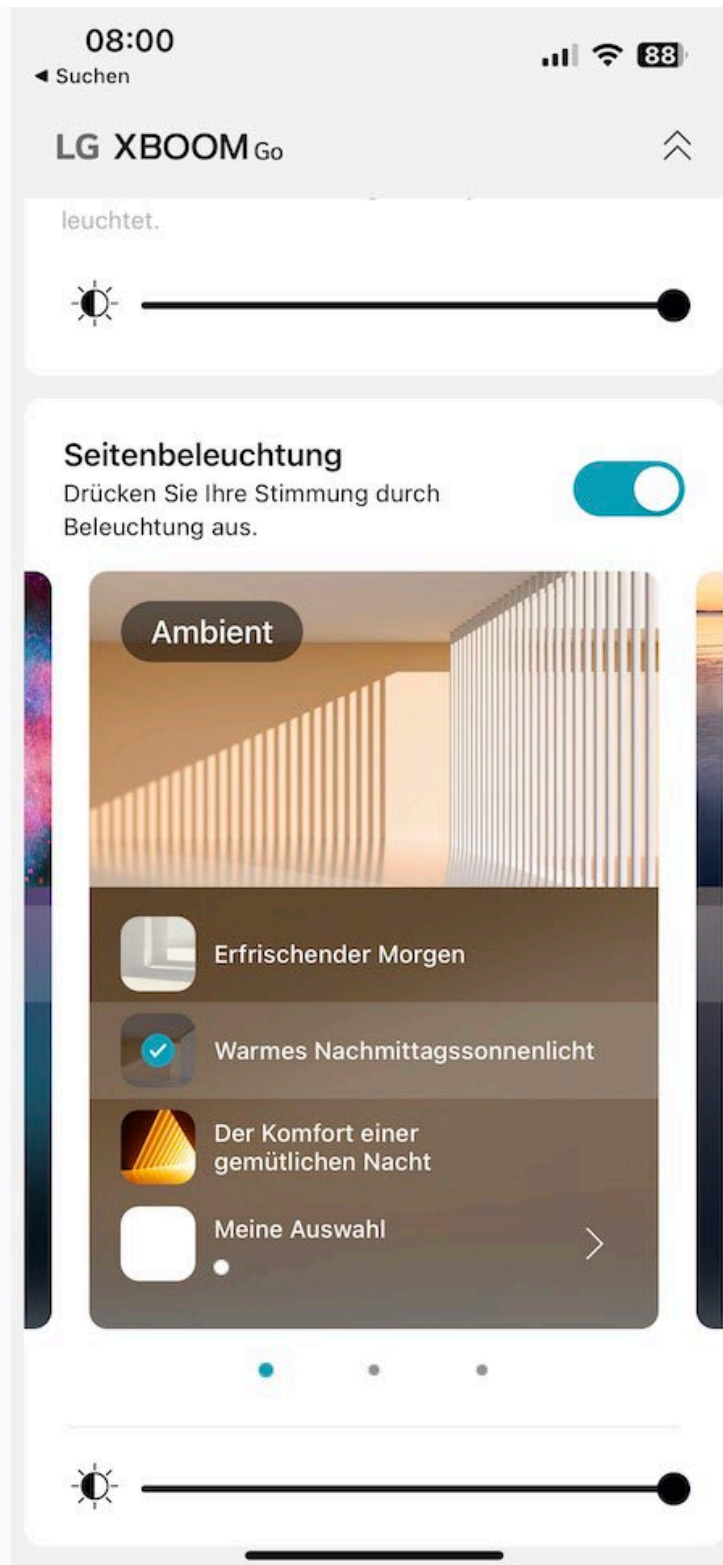 08:00
◀ Suchen
88
LG XBOOM Go
leuchtet.
Seitenbeleuchtung
Drücken Sie Ihre Stimmung durch
Beleuchtung aus.
Ambient
Erfrischender Morgen
Warmes Nachmittagssonnenlicht
Der Komfort einer
gemütlichen Nacht
Meine Auswahl